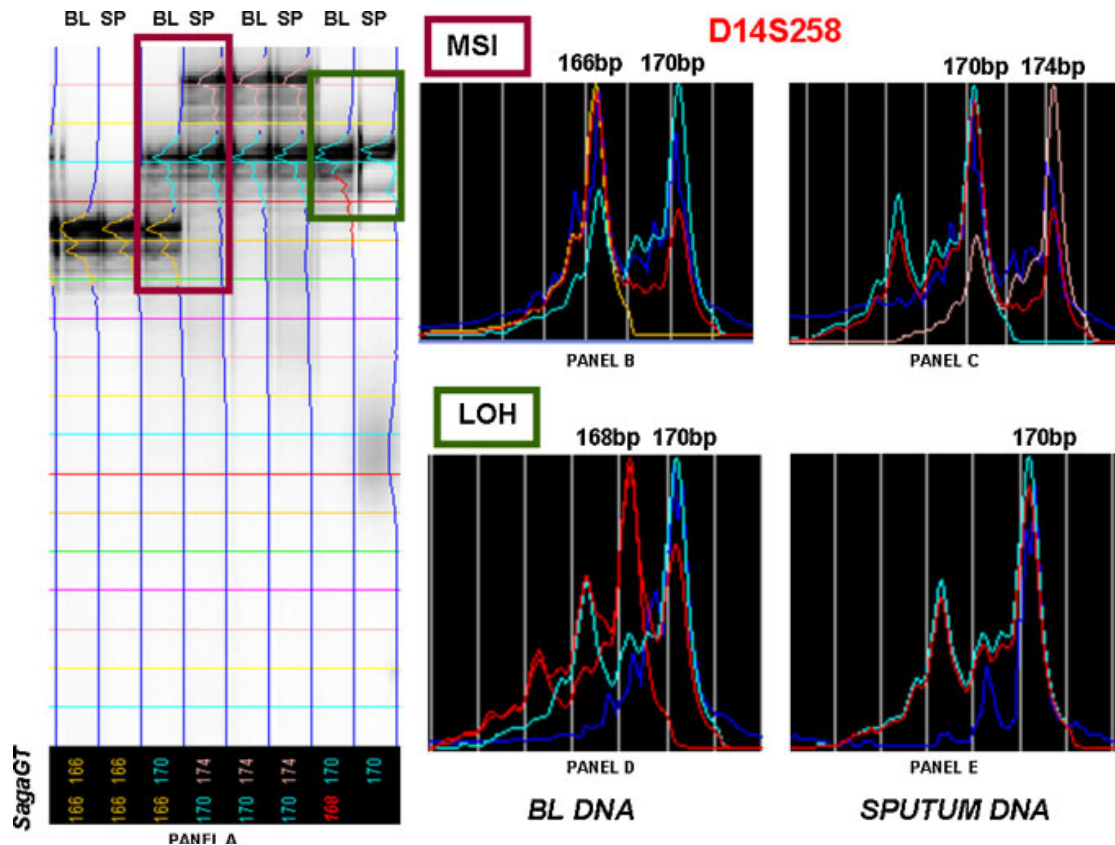 BL SP BL SP BL SP BL SP
MSI
D14S258
166bp 170bp
170bp 174bp
PANEL B
PANEL C
LOH
168bp 170bp
170bp
PANEL D
PANEL E
BL DNA
SPUTUM DNA
SagaGT
166 166 170 174 174 174 170 170
166 166 166 170 170 170 168
PANEL A